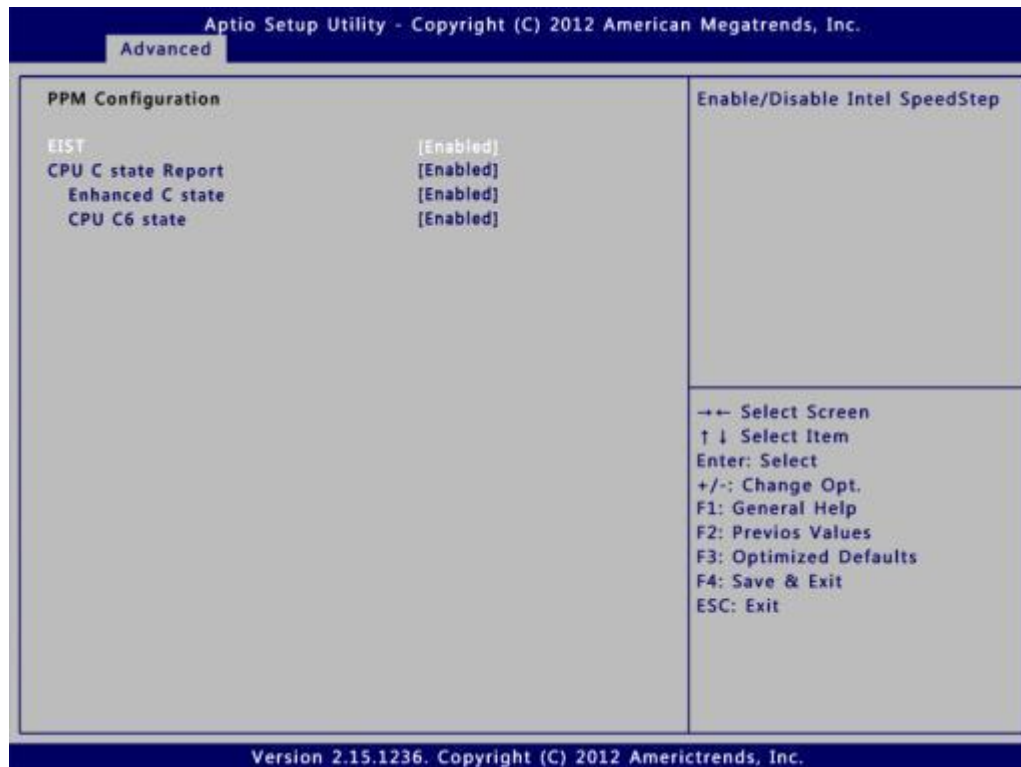 Aptio Setup Utility - Copyright (C) 2012 American Megatrends, Inc.
Advanced
PPM Configuration
EIST [Enabled]
CPU C state Report [Enabled]
Enhanced C state [Enabled]
CPU C6 state [Enabled]
Enable/Disable Intel SpeedStep
→← Select Screen
↑↓ Select Item
Enter: Select
+/-: Change Opt.
F1: General Help
F2: Previos Values
F3: Optimized Defaults
F4: Save & Exit
ESC: Exit
Version 2.15.1236. Copyright (C) 2012 Americtrends, Inc.